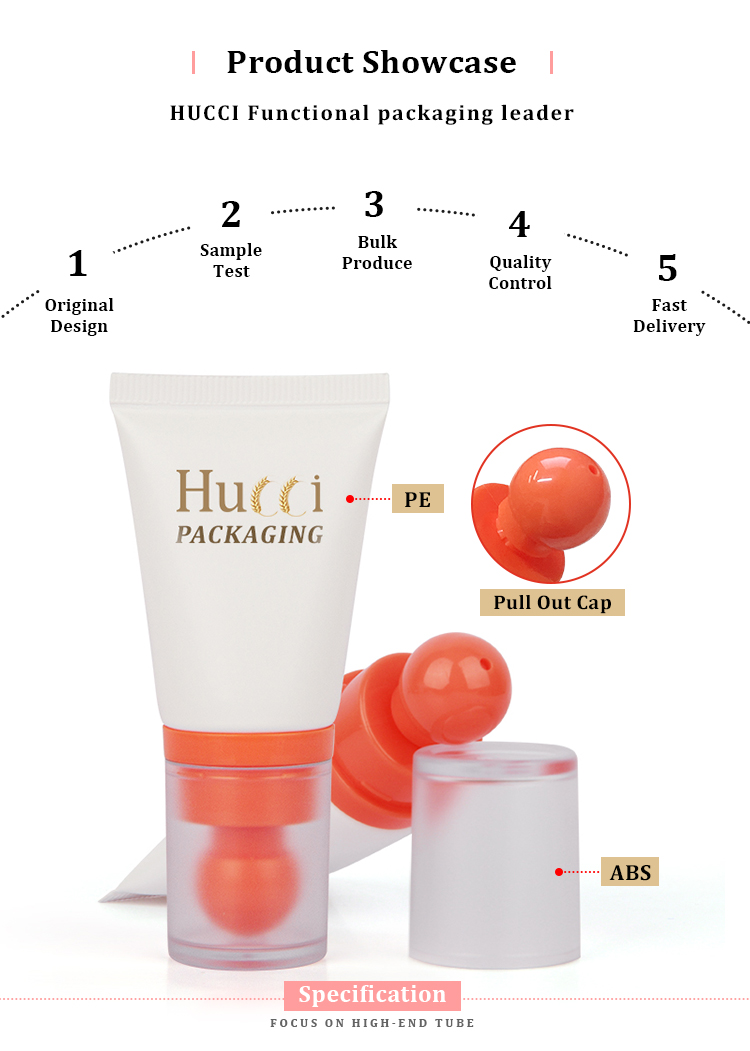 Product Showcase
HUCCI Functional packaging leader
1
Original
Design
2
Sample
Test
3
Bulk
Produce
4
Quality
Control
5
Fast
Delivery
Hucci
PACKAGING
PE
Pull Out Cap
ABS
Specification
FOCUS ON HIGH-END TUBE